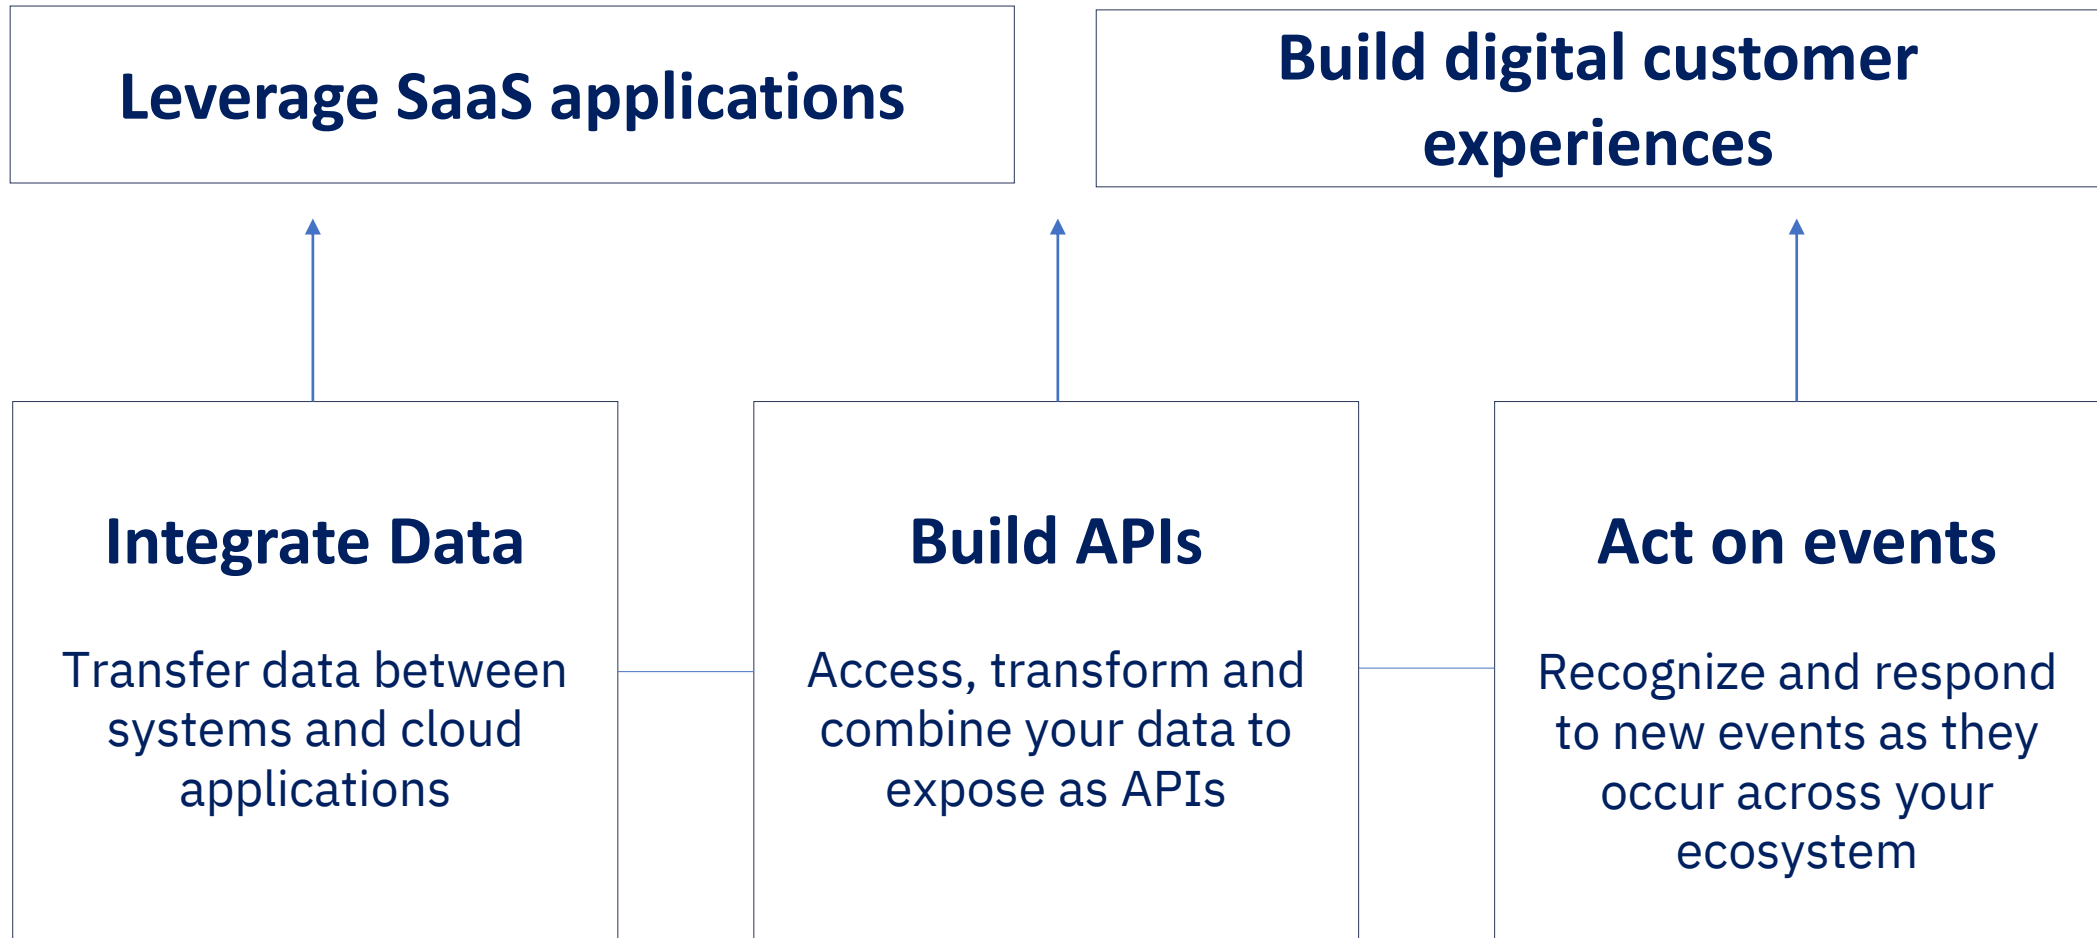 Leverage SaaS applications
Build digital customer
experiences
Integrate Data
Transfer data between
systems and cloud
applications
Build APIs
Access, transform and
combine your data to
expose as APIs
Act on events
Recognize and respond
to new events as they
occur across your
ecosystem